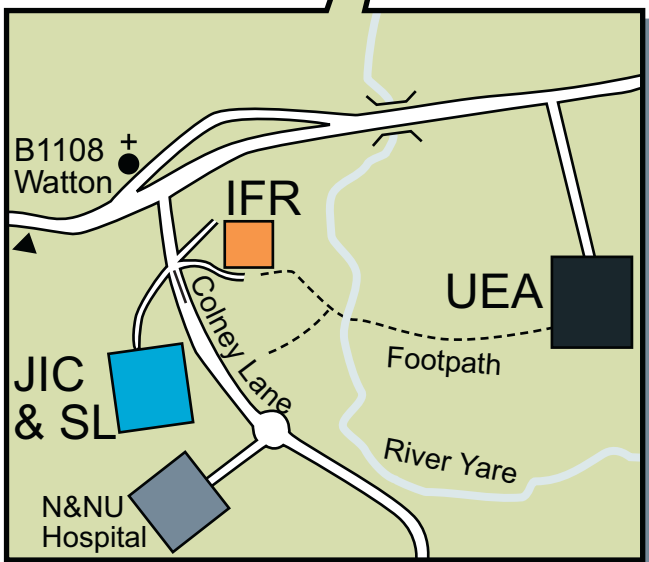 B1108
Watton
IFR
UEA
Colney Lane
Footpath
JIC
& SL
River Yare
N&NU
Hospital